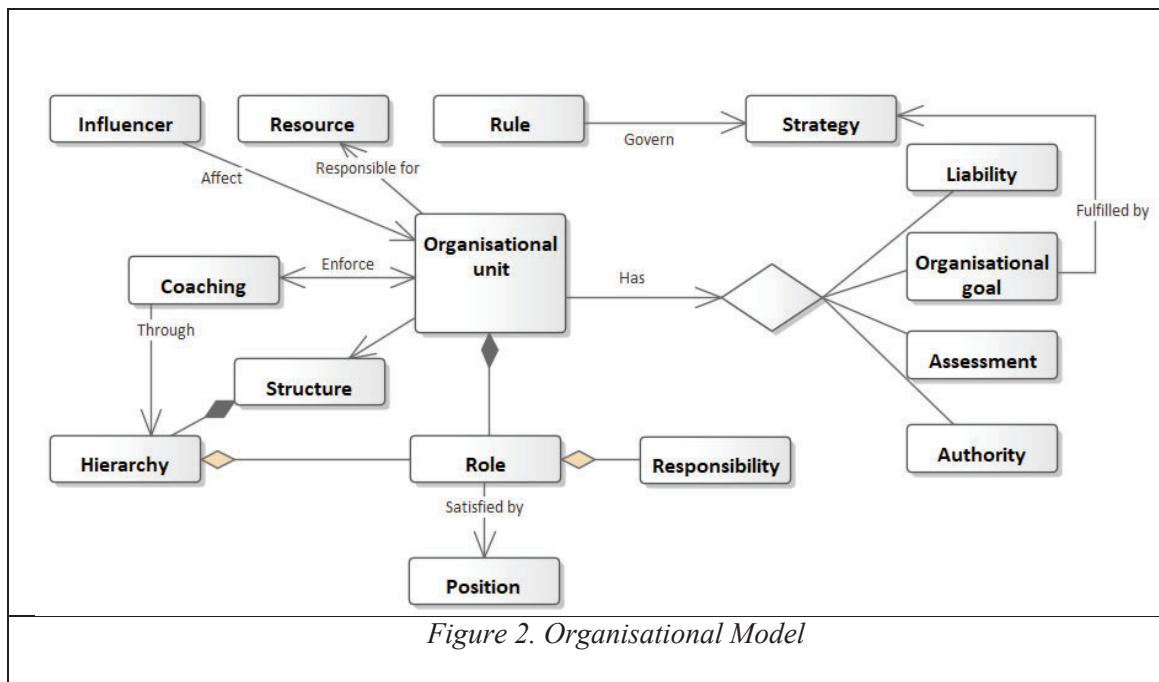 Influencer
Resource
Rule
Strategy
Govern
Responsible for
Affect
Liability
Organisational
unit
Fulfilled by
Enforce
Coaching
Has
Organisational
goal
Through
Structure
Assessment
Hierarchy
Role
Responsibility
Authority
Satisfied by
Position
Figure 2. Organisational Model